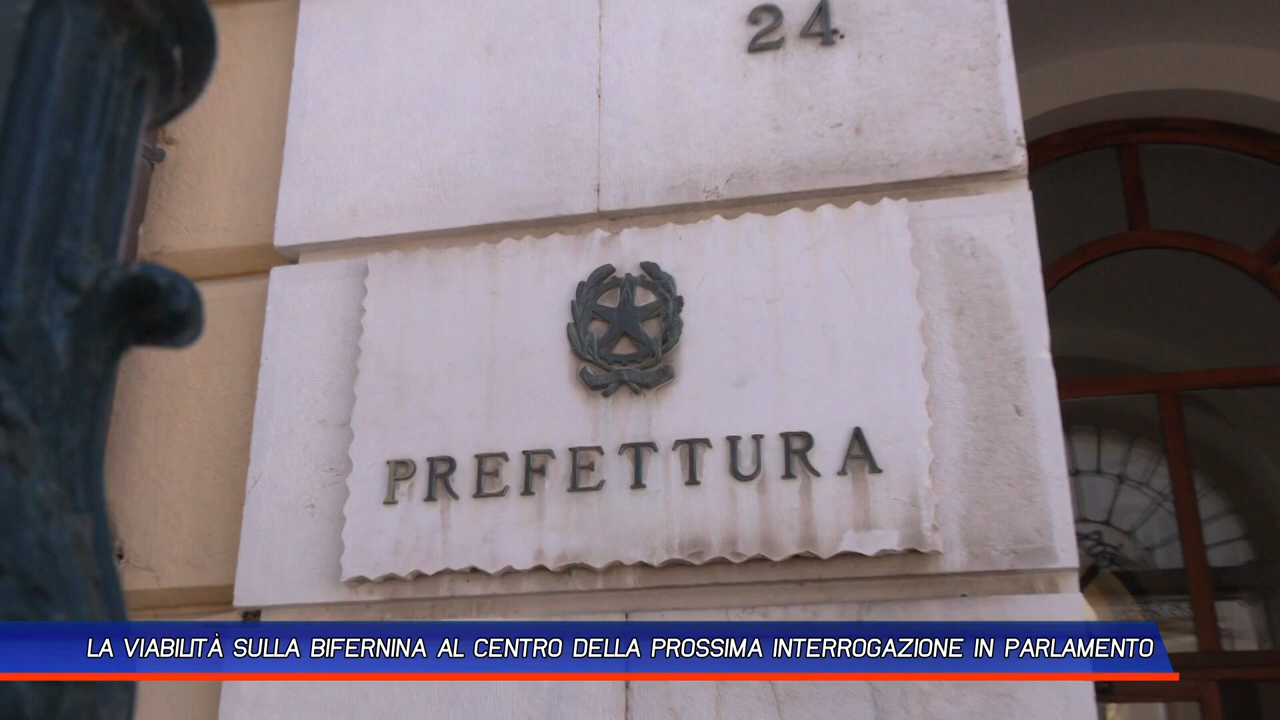 24
PREFETTURA
LA VIABILITÀ SULLA BIFERNINA AL CENTRO DELLA PROSSIMA INTERROGAZIONE IN PARLAMENTO